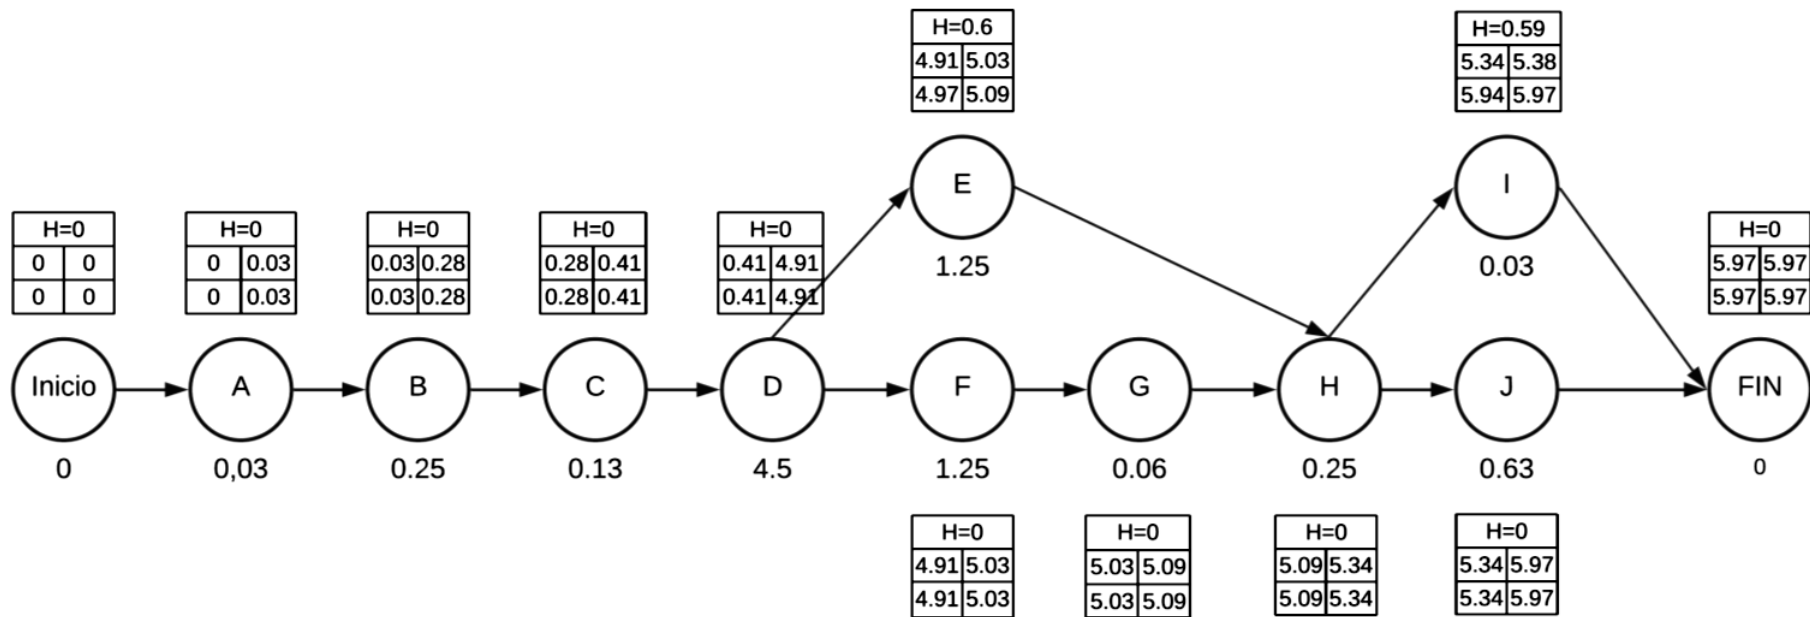 H=0.6
4.91 5.03
4.97 5.09
H=0.59
5.34 5.38
5.94 5.97
E
1.25
I
0.03
H=0
0 0
0 0
H=0
0 0.03
0 0.03
H=0
0.03 0.28
0.03 0.28
H=0
0.28 0.41
0.28 0.41
H=0
0.41 4.91
0.41 4.91
H=0
5.97 5.97
5.97 5.97
Inicio
0
A
0,03
B
0.25
C
0.13
D
4.5
F
1.25
G
0.06
H
0.25
J
0.63
FIN
0
H=0
4.91 5.03
4.91 5.03
H=0
5.03 5.09
5.03 5.09
H=0
5.09 5.34
5.09 5.34
H=0
5.34 5.97
5.34 5.97